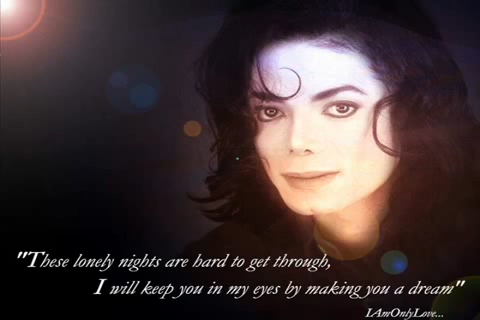 "These lonely nights are hard to get through,
I will keep you in my eyes by making you a dream"
IAmOnlyLove...